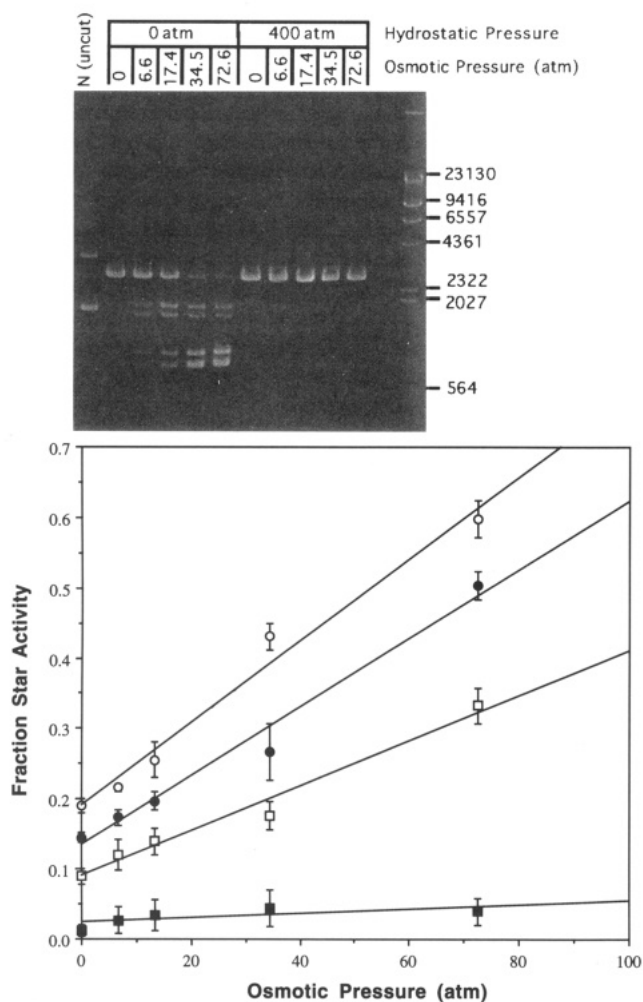 N (uncut)
0 atm 400 atm Hydrostatic Pressure
0 6.6 17.4 34.5 72.6 0 6.6 17.4 34.5 72.6 Osmotic Pressure (atm)
23130
9416
6557
4361
2322
2027
564
Fraction Star Activity
0.7
0.6
0.5
0.4
0.3
0.2
0.1
0.0
0 20 40 60 80 100
Osmotic Pressure (atm)